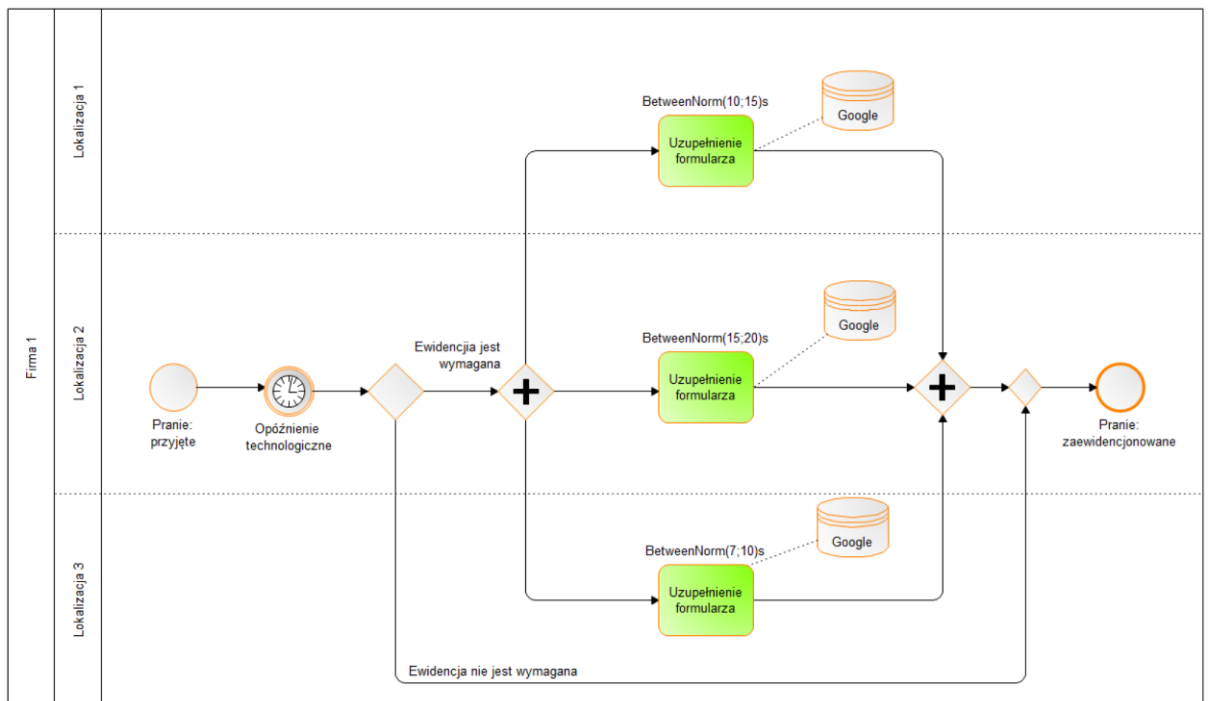 Firma 1
Lokalizacja 1
BetweenNorm(10;15)s
Uzupełnienie
formularza
Google
Lokalizacja 2
Pranie:
przyjęte
Opóźnienie
technologiczne
Ewidencjia jest
wymagana
BetweenNorm(15;20)s
Uzupełnienie
formularza
Google
Pranie:
zaewidencjonowane
Lokalizacja 3
BetweenNorm(7;10)s
Uzupełnienie
formularza
Google
Ewidencja nie jest wymagana